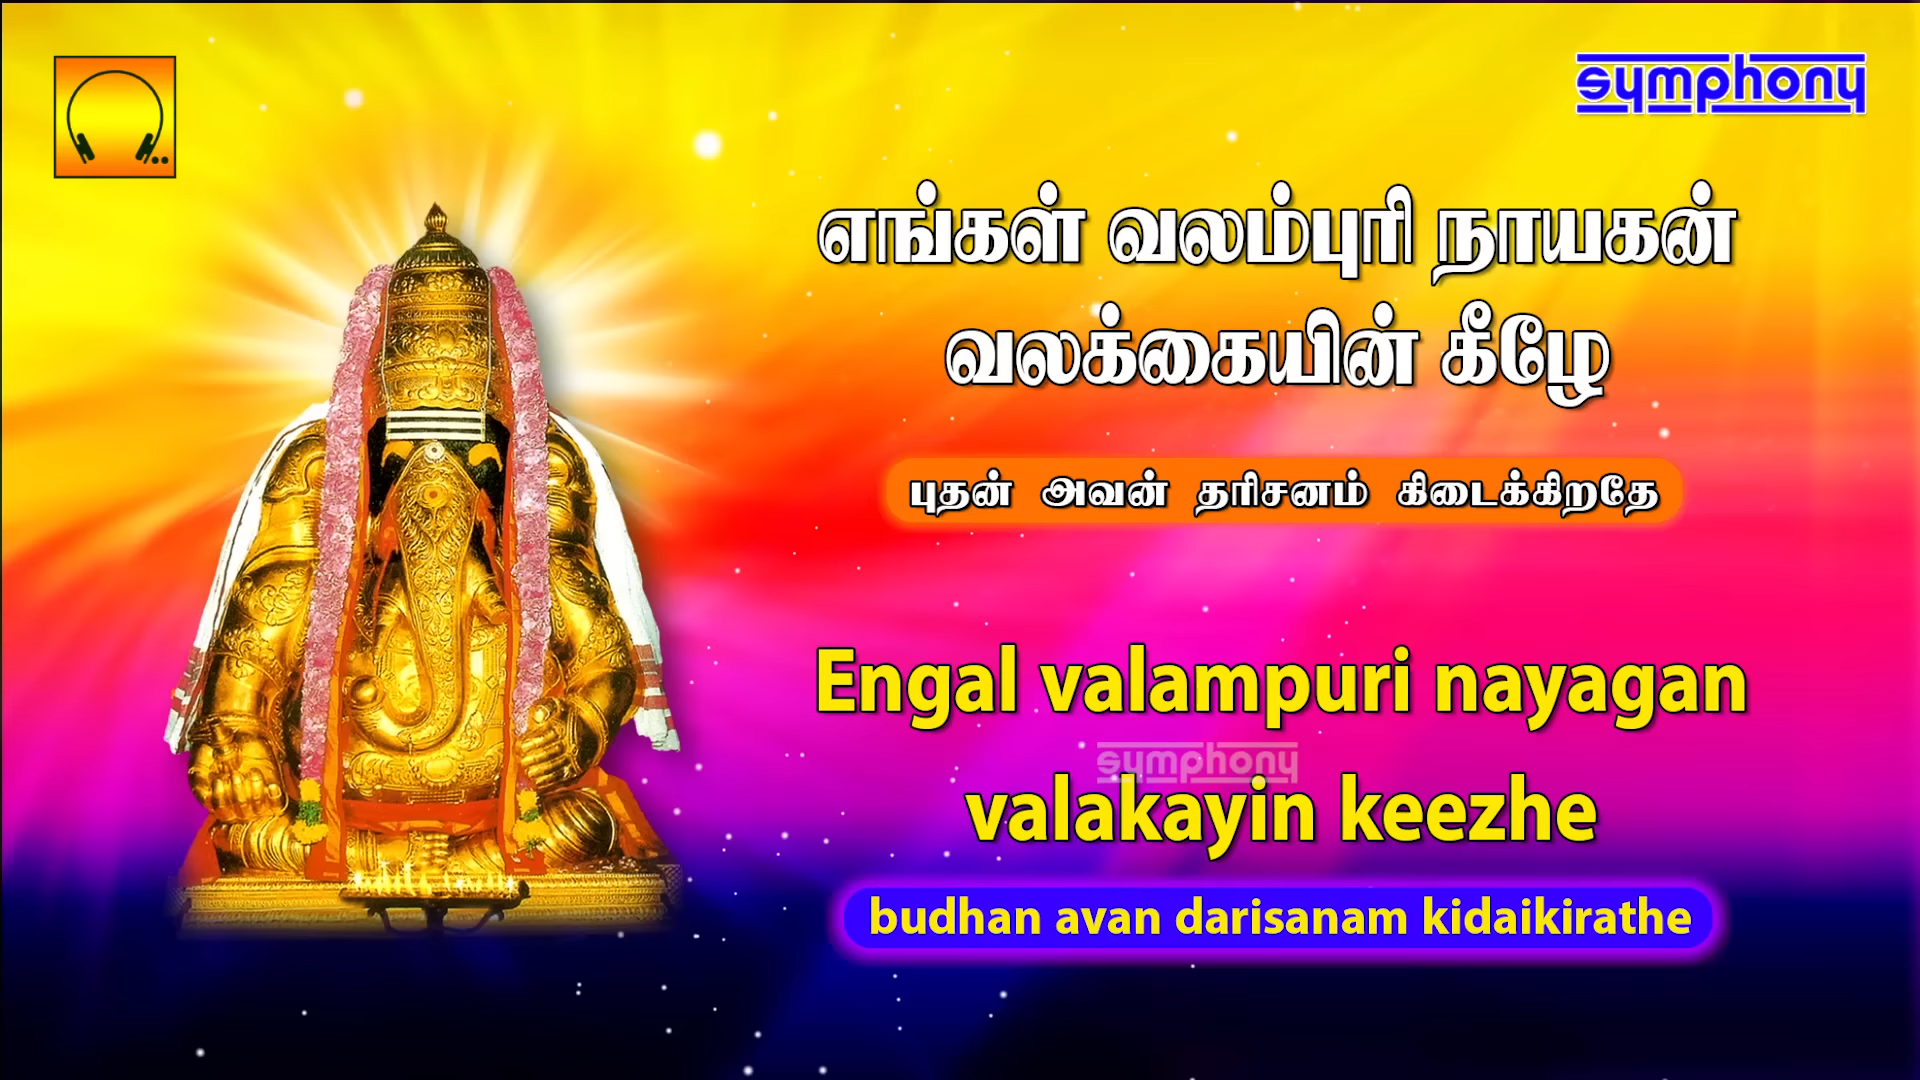 symphony
எங்கள் வலம்புரி நாயகன்
வலக்கையின் கீழே
புதன் அவன் தரிசனம் கிடைக்கிறதே
Engal valampuri nayagan
symphony
valakayin keezhe
budhan avan darisanam kidaikirathe